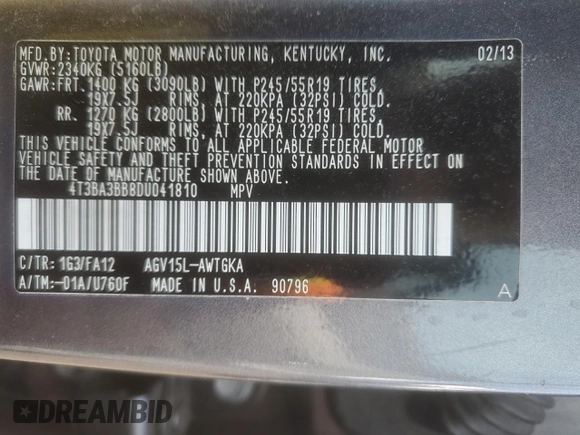 MFD.BY:TOYOTA MOTOR MANUFACTURING, KENTUCKY, INC. 02/13
GVWR:2340KG (5160LB)
GAWR:FRT.1400 KG (3090LB) WITH P245/55R19 TIRES,
19X7.5J RIMS, AT 220KPA (32PSI) COLD.
RR. 1270 KG (2800LB) WITH P245/55R19 TIRES,
19X7.5J RIMS, AT 220KPA (32PSI) COLD.
THIS VEHICLE CONFORMS TO ALL APPLICABLE FEDERAL MOTOR
VEHICLE SAFETY AND THEFT PREVENTION STANDARDS IN EFFECT
ON THE DATE OF MANUFACTURE SHOWN ABOVE.
4T3BA3BB8DU041810 MPV
C/TR: 1G3/FA12 AGV15L-AWTGKA
A/TM:-01A/U760F MADE IN U.S.A. 90796
A
DREAMBID